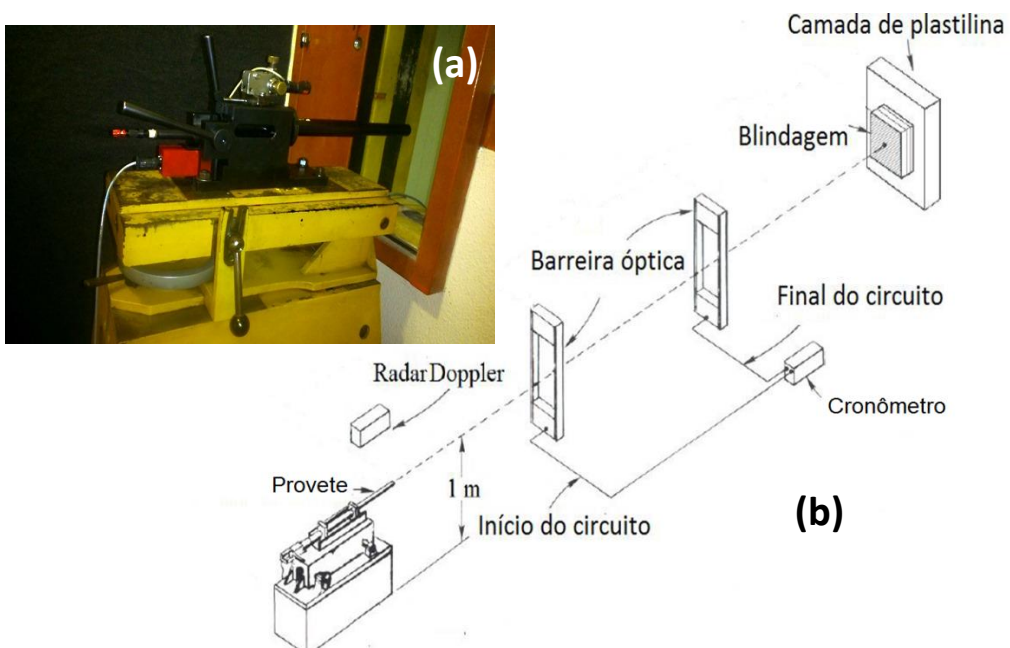 (a)
Camada de plastilina
Blindagem
Barreira óptica
Final do circuito
Radar Doppler
Cronômetro
Provete
1 m
Início do circuito
(b)